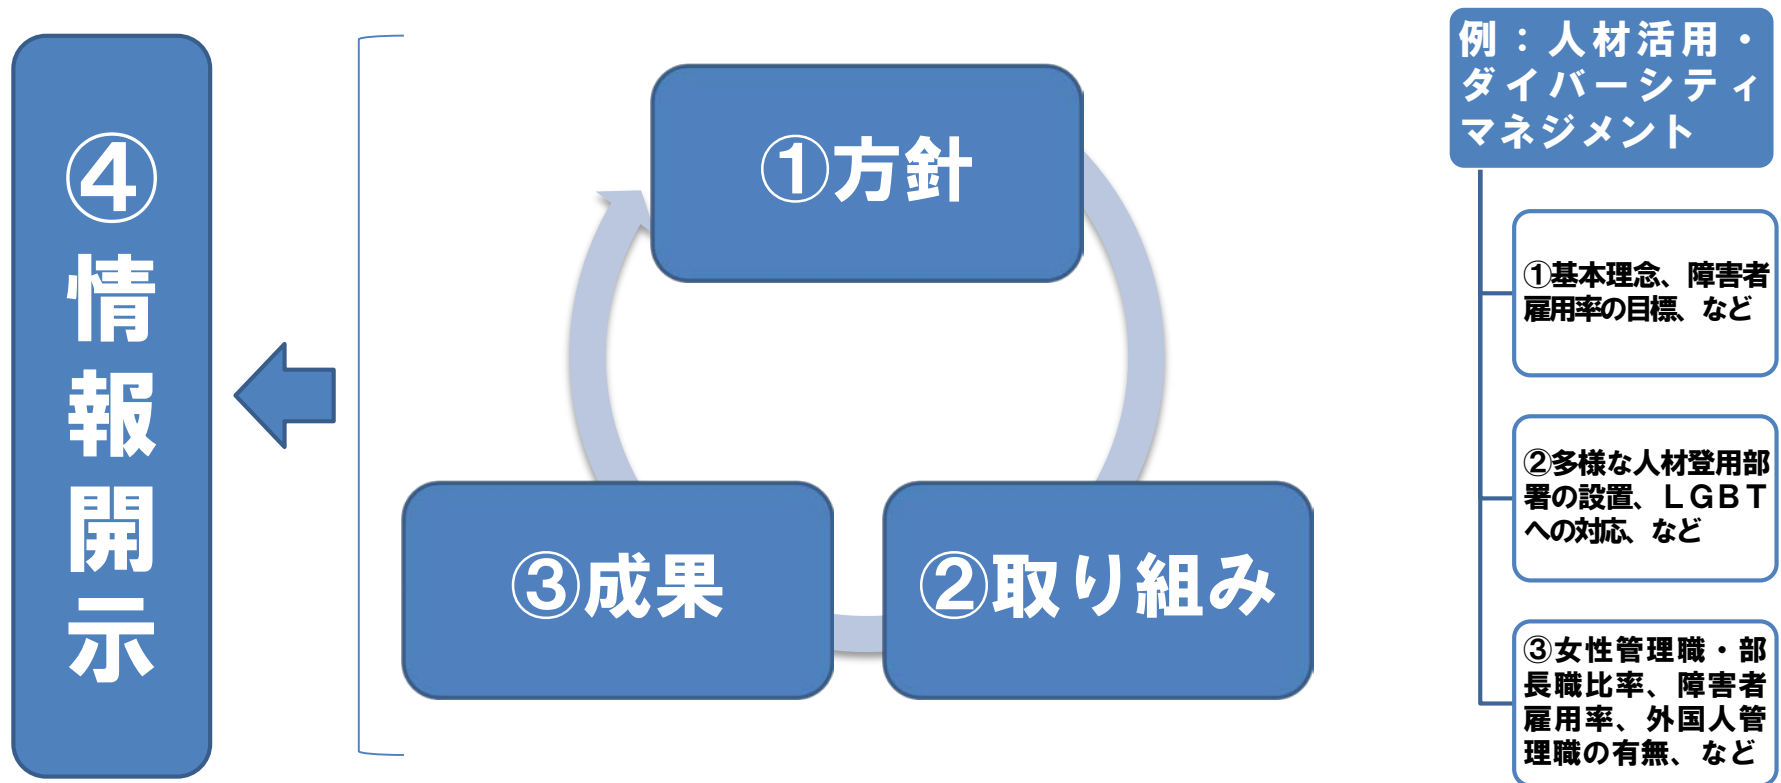 ④情報開示
①方針
③成果
②取り組み
例：人材活用・
ダイバーシティ
マネジメント
①基本理念、障害者
雇用率の目標、など
②多様な人材登用部
署の設置、ＬＧＢＴ
への対応、など
③女性管理職・部
長職比率、障害者
雇用率、外国人管
理職の有無、など